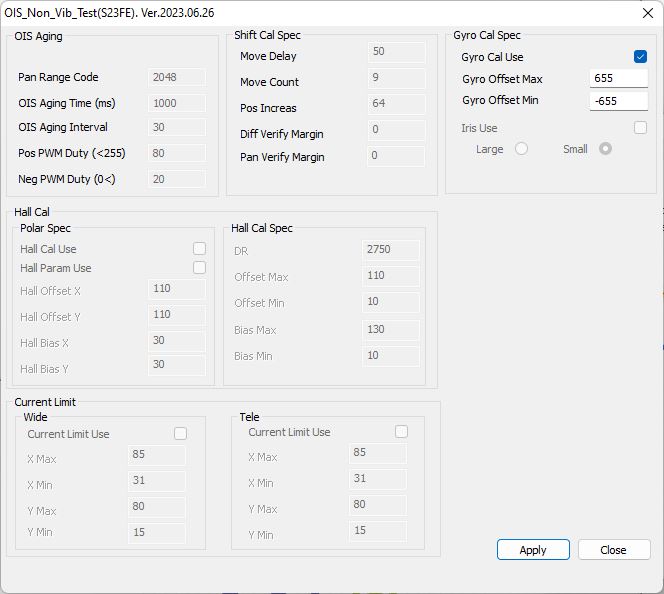 OIS_Non_Vib_Test(S23FE). Ver.2023.06.26
OIS Aging
Pan Range Code 2048
OIS Aging Time (ms) 1000
OIS Aging Interval 30
Pos PWM Duty (<255) 80
Neg PWM Duty (0<) 20
Shift Cal Spec
Move Delay 50
Move Count 9
Pos Increas 64
Diff Verify Margin 0
Pan Verify Margin 0
Gyro Cal Spec
Gyro Cal Use
Gyro Offset Max 655
Gyro Offset Min -655
Iris Use
Large Small
Hall Cal
Polar Spec
Hall Cal Use
Hall Param Use
Hall Offset X 110
Hall Offset Y 110
Hall Bias X 30
Hall Bias Y 30
Hall Cal Spec
DR 2750
Offset Max 110
Offset Min 10
Bias Max 130
Bias Min 10
Current Limit
Wide
Current Limit Use
X Max 85
X Min 31
Y Max 80
Y Min 15
Tele
Current Limit Use
X Max 85
X Min 31
Y Max 80
Y Min 15
Apply Close